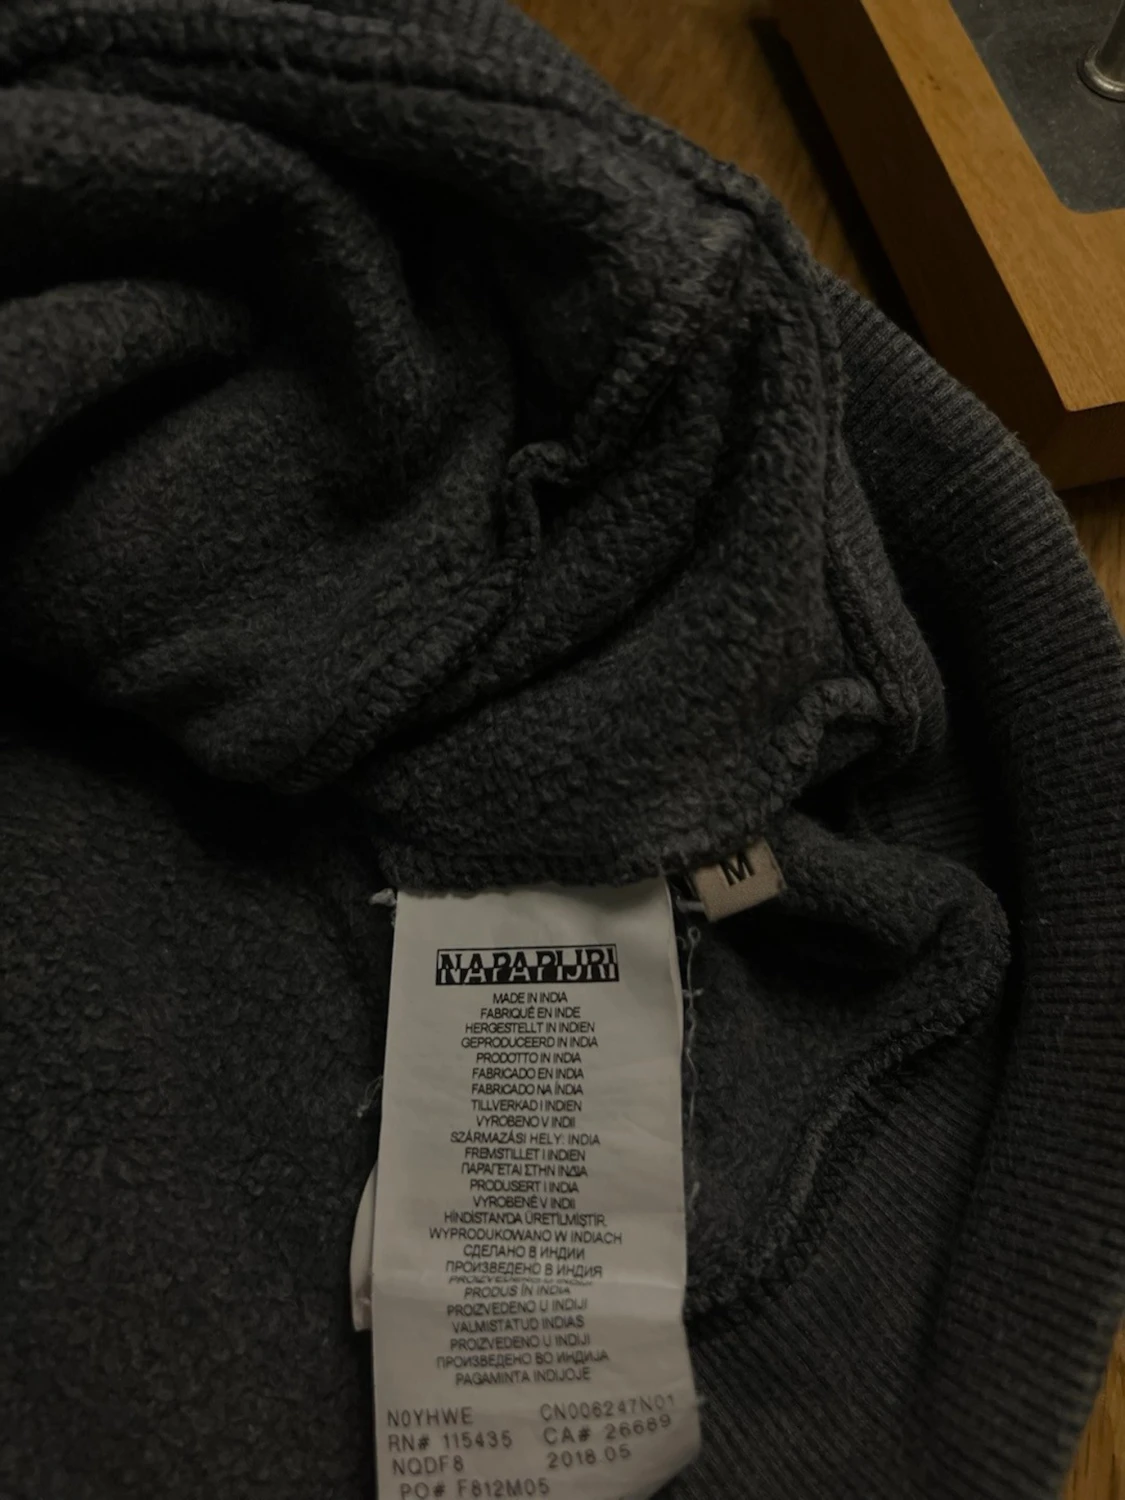 M
NAPAPIJRI
MADE IN INDIA
FABRIQUÉ EN INDE
HERGESTELLT IN INDIEN
GEPRODUCEERD IN INDIA
PRODOTTO IN INDIA
FABRICADO EN INDIA
FABRICADO NA ÍNDIA
TILLVERKAD I INDIEN
VYROBENO V INDII
SZÁRMAZÁSI HELY: INDIA
FREMSTILLET I INDIEN
ΠΑΡΑΓΕΤΑΙ ΣΤΗΝ ΙΝΔΙΑ
PRODUSERT I INDIA
VYROBENÉ V INDII
HİNDİSTAN'DA ÜRETİLMİŞTİR.
WYPRODUKOWANO W INDIACH
СДЕЛАНО В ИНДИИ
ПРОИЗВЕДЕНО В ИНДИЯ
PRODUS ÎN INDIA
PROIZVEDENO U INDIJI
VALMISTATUD INDIAS
PROIZVEDENO U INDIJI
ПРОИЗВЕДЕНО ВО ИНДИЈА
PAGAMINTA INDIJOJE
N0YHWE CN006247N01
RN# 115435 CA# 26689
NQDF8 2018.05
PO# F812M05